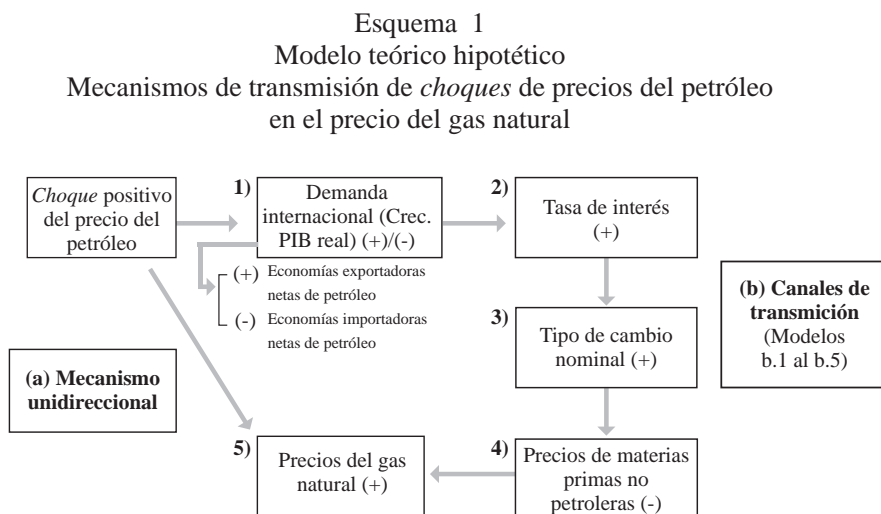 Esquema 1
Modelo teórico hipotético
Mecanismos de transmisión de choques de precios del petróleo
en el precio del gas natural
Choque positivo
del precio del
petróleo
1)
Demanda
internacional (Crec.
PIB real) (+)/(-)
2)
Tasa de interés
(+)
(+) Economías exportadoras
netas de petróleo
(-) Economías importadoras
netas de petróleo
(b) Canales de
transmición
(Modelos
b.1 al b.5)
3)
Tipo de cambio
nominal (+)
(a) Mecanismo
unidireccional
5)
Precios del gas
natural (+)
4)
Precios de materias
primas no
petroleras (-)